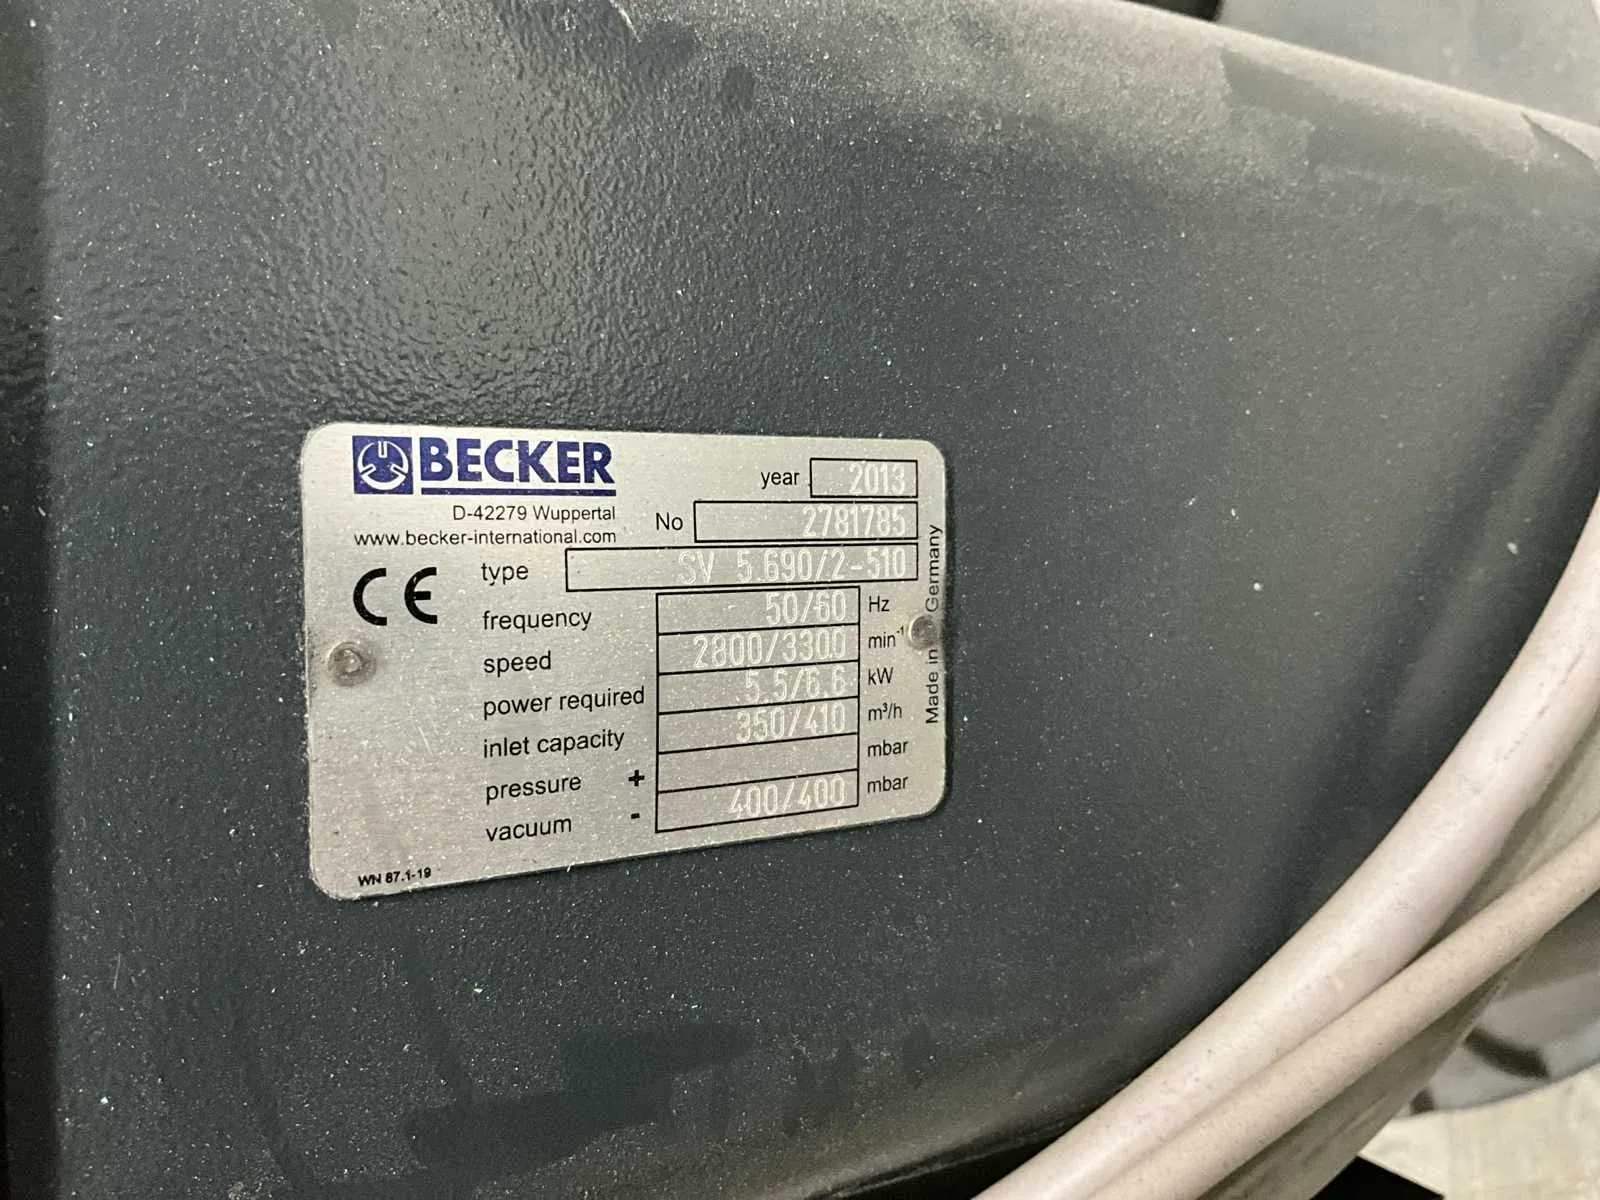 BECKER
D-42279 Wuppertal
www.becker-international.com
year 2013
No 2781785
type SV 5.690/2-510
frequency 50/60 Hz
speed 2800/3300 min-¹
power required 5.5/6.6 kW
inlet capacity 350/410 m³/h
pressure + mbar
vacuum - 400/400 mbar
CE
Made in Germany
WN 87.1-19